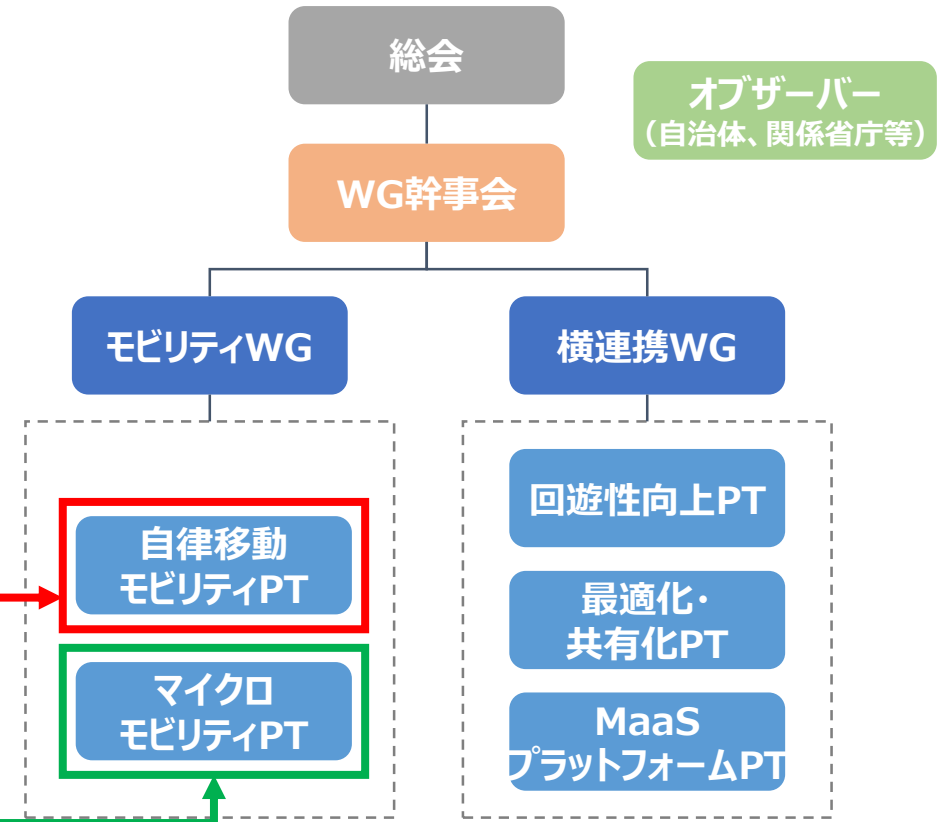 総会
オブザーバー
（自治体、関係省庁等）
WG幹事会
モビリティWG
横連携WG
自律移動
モビリティPT
マイクロ
モビリティPT
回遊性向上PT
最適化・
共有化PT
MaaS
プラットフォームPT